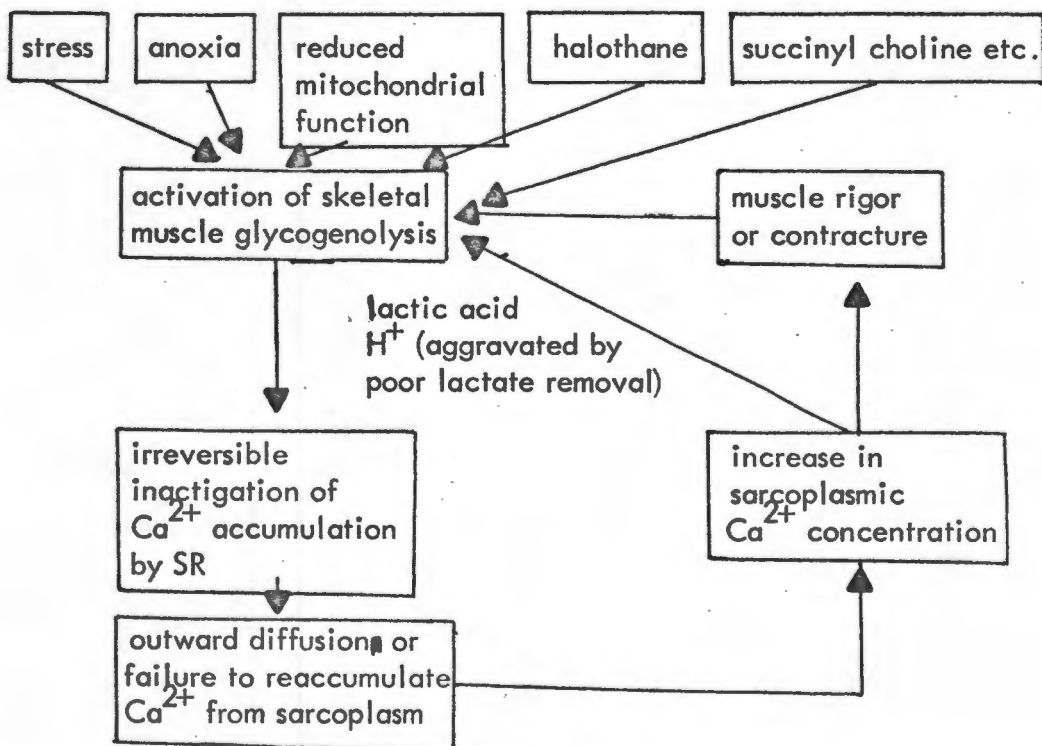 stress
anoxia
reduced
mitochondrial
function
halothane
succinyl choline etc.
activation of skeletal
muscle glycogenolysis
muscle rigor
or contracture
lactic acid
H⁺ (aggravated by
poor lactate removal)
irreversible
inactigation of
Ca²⁺ accumulation
by SR
increase in
sarcoplasmic
Ca²⁺ concentration
outward diffusion or
failure to reaccumulate
Ca²⁺ from sarcoplasm